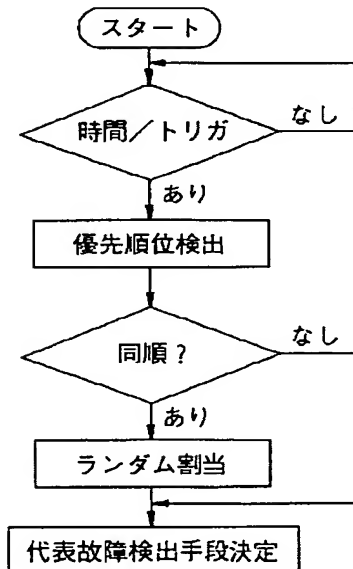 スタート
時間／トリガ
なし
あり
優先順位検出
同順？
なし
あり
ランダム割当
代表故障検出手段決定